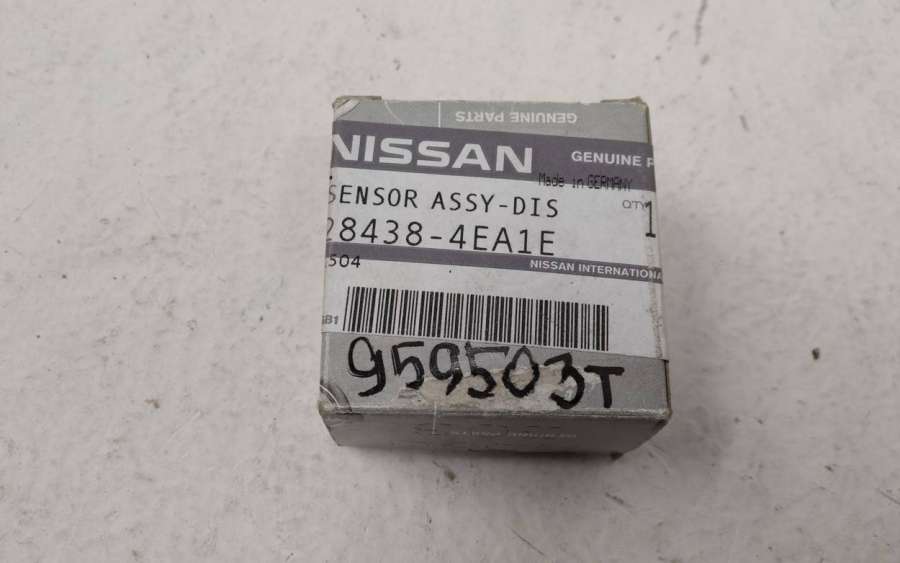 GENUINE PARTS
NISSAN GENUINE P
Made in GERMANY
SENSOR ASSY-DIS QTY 1
28438-4EA1E
504 NISSAN INTERNATIONA
959503T